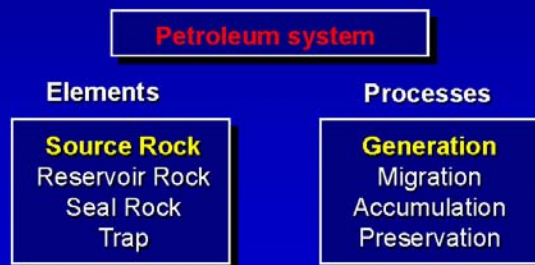 Petroleum system
Elements
Processes
Source Rock
Reservoir Rock
Seal Rock
Trap
Generation
Migration
Accumulation
Preservation